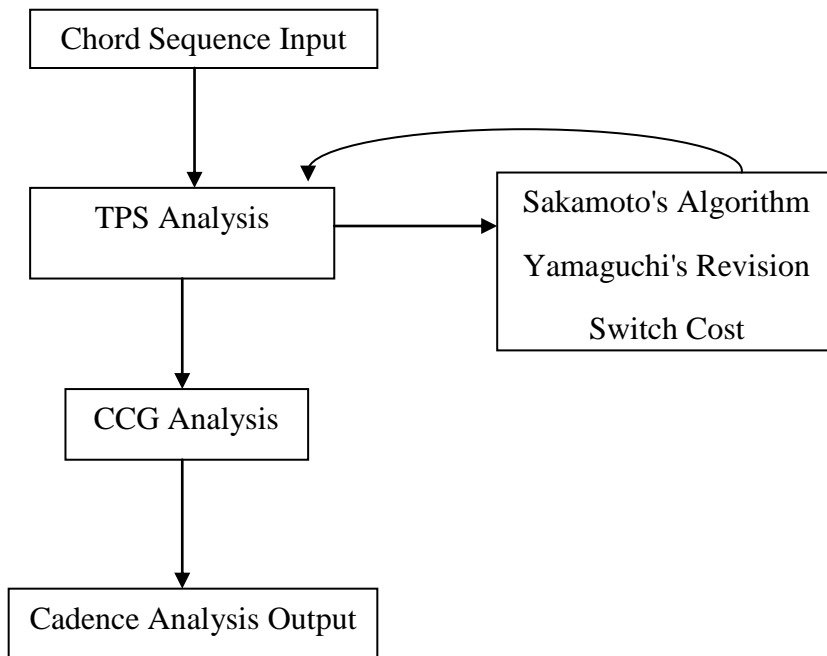 Chord Sequence Input
TPS Analysis
Sakamoto's Algorithm
Yamaguchi's Revision
Switch Cost
CCG Analysis
Cadence Analysis Output